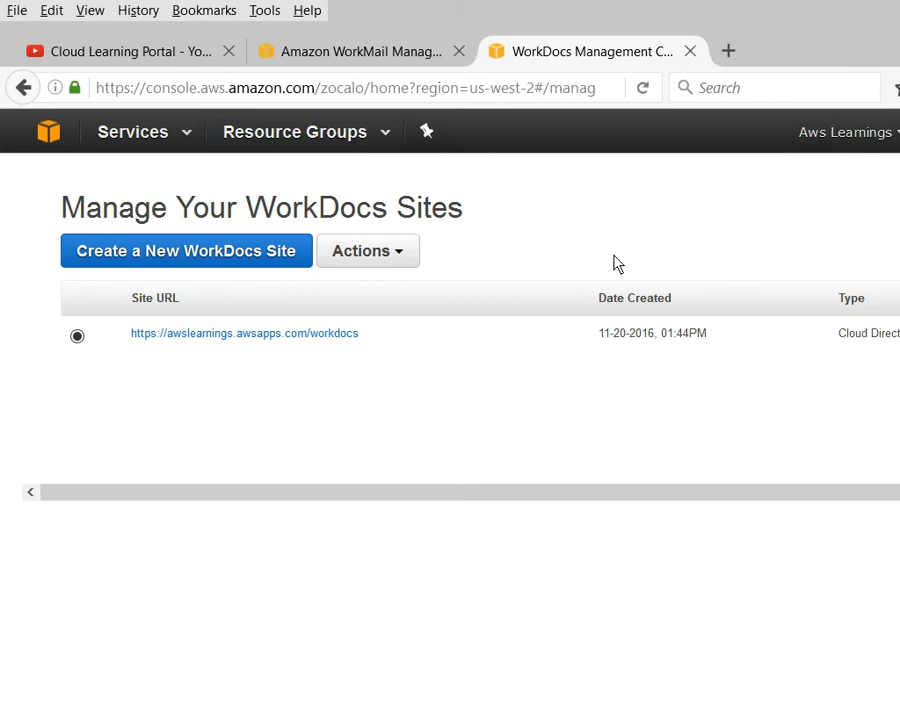 File Edit View History Bookmarks Tools Help
Cloud Learning Portal - Yo... Amazon WorkMail Manag... WorkDocs Management C...
https://console.aws.amazon.com/zocalo/home?region=us-west-2#/manag Search
Services Resource Groups Aws Learnings
Manage Your WorkDocs Sites
Create a New WorkDocs Site Actions
Site URL Date Created Type
https://awslearnings.awsapps.com/workdocs 11-20-2016, 01:44PM Cloud Direct